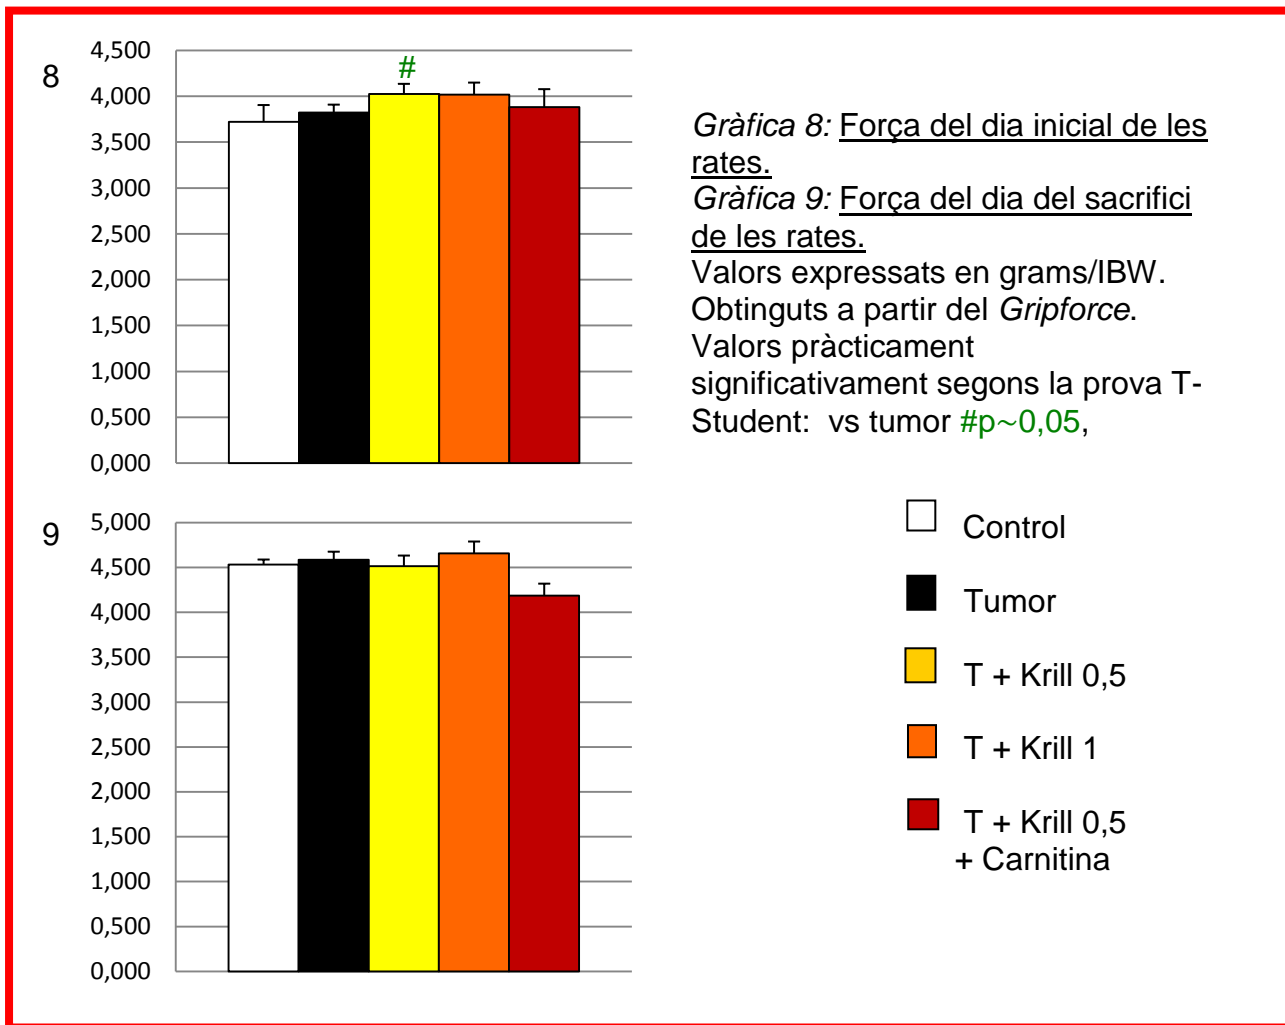 8
4,500
4,000
3,500
3,000
2,500
2,000
1,500
1,000
0,500
0,000
#
Gràfica 8: Força del dia inicial de les
rates.
Gràfica 9: Força del dia del sacrifici
de les rates.
Valors expressats en grams/IBW.
Obtinguts a partir del Gripforce.
Valors pràcticament
significativament segons la prova T-
Student: vs tumor #p~0,05,
9
5,000
4,500
4,000
3,500
3,000
2,500
2,000
1,500
1,000
0,500
0,000
Control
Tumor
T + Krill 0,5
T + Krill 1
T + Krill 0,5
+ Carnitina